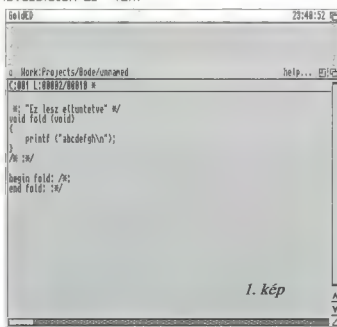 GoldED 23:48:52
Work:Projects/Bode/unnamed help...
C:001 L:00002/00010 *
*: "Ez lesz eltuntetve" */
void fold (void)
{
printf ("abcdefgh\n");
}
/* :*/
begin fold: /*:
end fold: :*/
1. kép